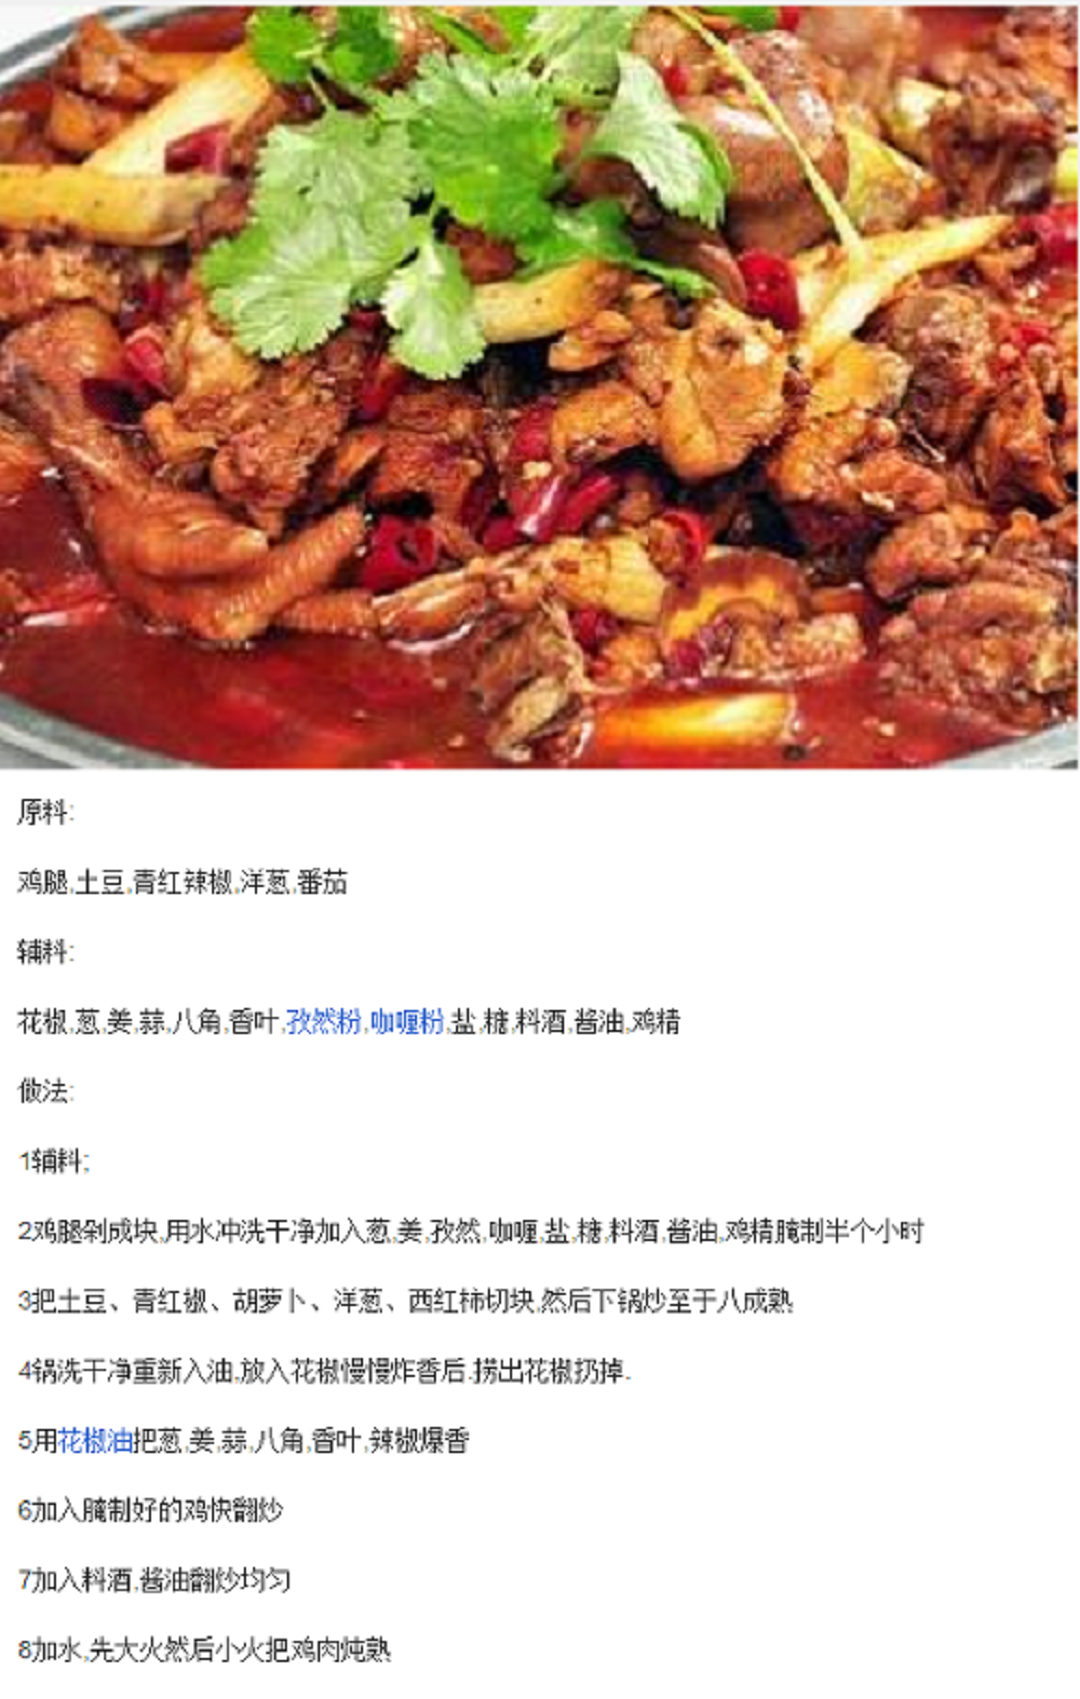 原料:
鸡腿,土豆,青红辣椒,洋葱,番茄
辅料:
花椒,葱,姜,蒜,八角,香叶,孜然粉,咖喱粉,盐,糖,料酒,酱油,鸡精
做法:
1辅料;
2鸡腿剁成块,用水冲洗干净加入葱,姜,孜然,咖喱,盐,糖,料酒,酱油,鸡精腌制半个小时
3把土豆、青红椒、胡萝卜、洋葱、西红柿切块,然后下锅炒至于八成熟
4锅洗干净重新入油,放入花椒慢慢炸香后.捞出花椒扔掉.
5用花椒油把葱,姜,蒜,八角,香叶,辣椒爆香
6加入腌制好的鸡快翻炒
7加入料酒,酱油翻炒均匀
8加水,先大火然后小火把鸡肉炖熟